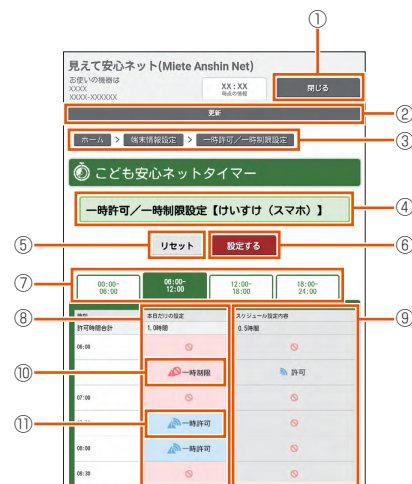 ①
見えて安心ネット(Miete Anshin Net)
お使いの機器は
XXXX
XXXX-XXXXXX
XX：XX
時点の情報
閉じる
更新
②
ホーム > 端末情報設定 > 一時許可／一時制限設定
③
こども安心ネットタイマー
一時許可／一時制限設定【けいすけ（スマホ）】
④
⑤
リセット
設定する
⑥
⑦
00:00-
06:00
06:00-
12:00
12:00-
18:00
18:00-
24:00
⑧
本日だけの設定
スケジュール設定内容
⑨
許可時間合計
1.0時間
0.5時間
06:00
⑩
一時制限
許可
07:00
⑪
一時許可
08:00
一時許可
08:30